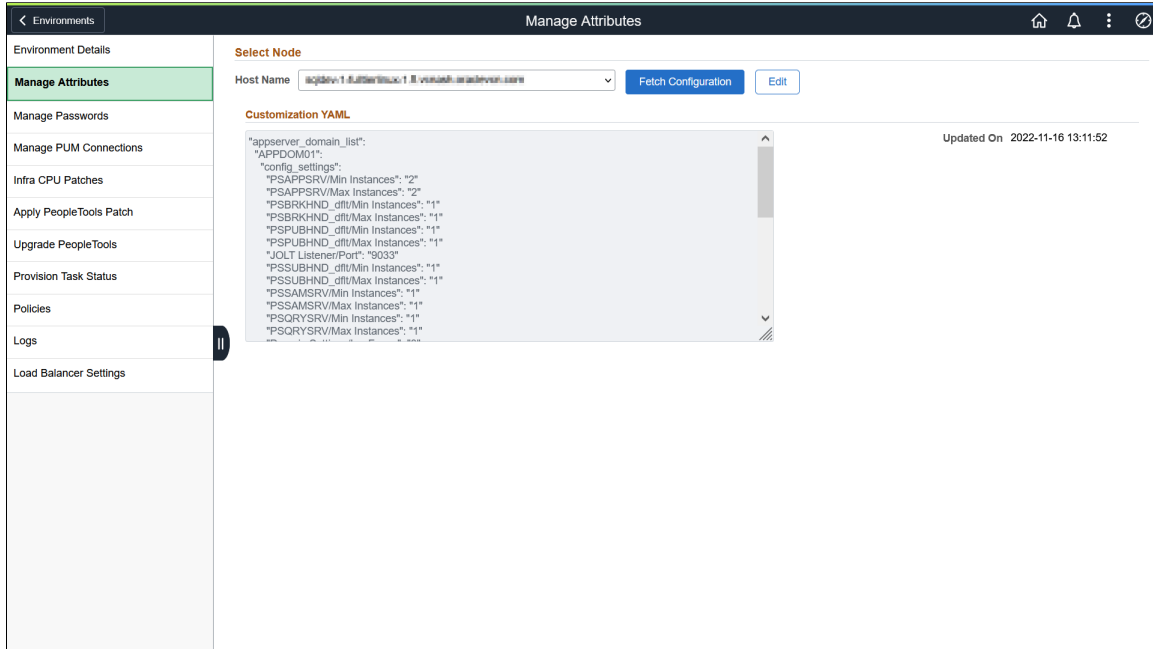 Environments
Manage Attributes
Environment Details
Manage Attributes
Manage Passwords
Manage PUM Connections
Infra CPU Patches
Apply PeopleTools Patch
Upgrade PeopleTools
Provision Task Status
Policies
Logs
Load Balancer Settings
Select Node
Host Name
Fetch Configuration
Edit
Customization YAML
Updated On 2022-11-16 13:11:52
"appserver_domain_list":
"APPDOM01":
"config_settings":
"PSAPPSRV/Min Instances": "2"
"PSAPPSRV/Max Instances": "2"
"PSBRKHND_dflt/Min Instances": "1"
"PSBRKHND_dflt/Max Instances": "1"
"PSPUBHND_dflt/Min Instances": "1"
"PSPUBHND_dflt/Max Instances": "1"
"JOLT Listener/Port": "9033"
"PSSUBHND_dflt/Min Instances": "1"
"PSSUBHND_dflt/Max Instances": "1"
"PSSAMSRV/Min Instances": "1"
"PSSAMSRV/Max Instances": "1"
"PSQRYSRV/Min Instances": "1"
"PSQRYSRV/Max Instances": "1"